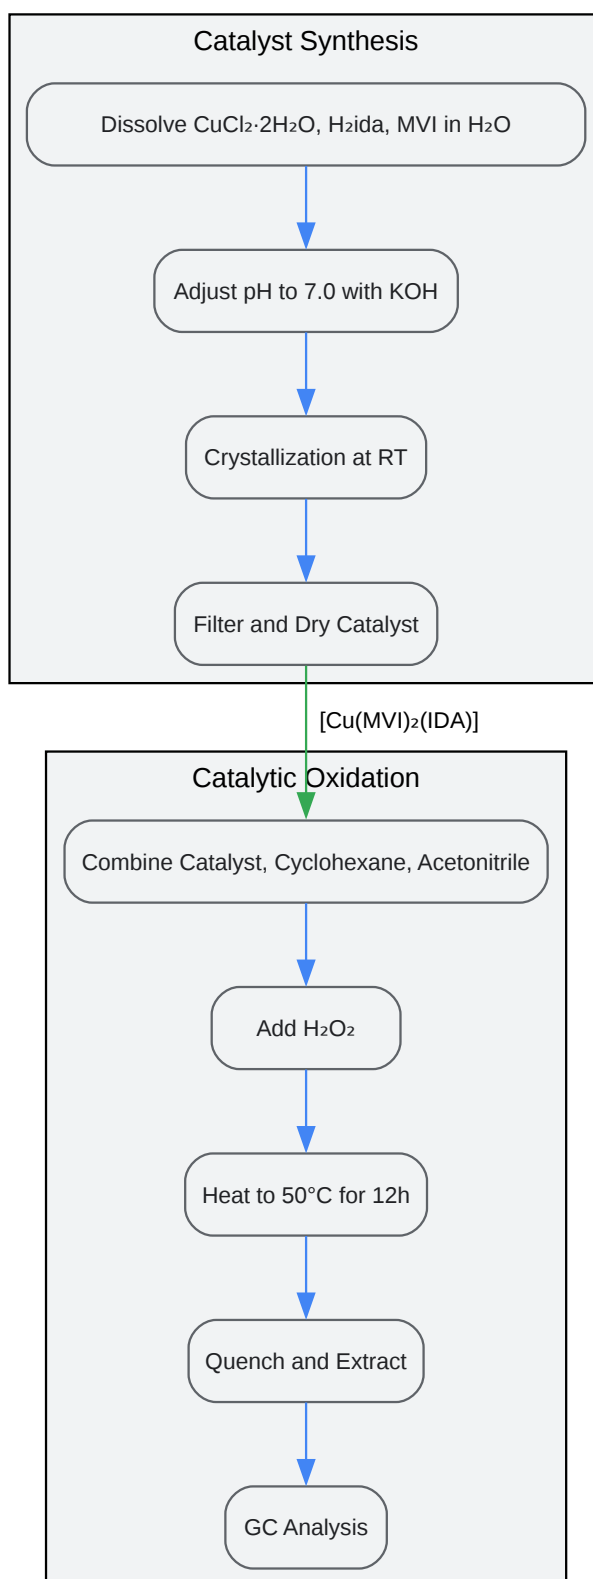 Catalyst Synthesis
Dissolve CuCl₂·2H₂O, H₂ida, MVI in H₂O
Adjust pH to 7.0 with KOH
Crystallization at RT
Filter and Dry Catalyst
[Cu(MVI)₂(IDA)]
Catalytic Oxidation
Combine Catalyst, Cyclohexane, Acetonitrile
Add H₂O₂
Heat to 50°C for 12h
Quench and Extract
GC Analysis